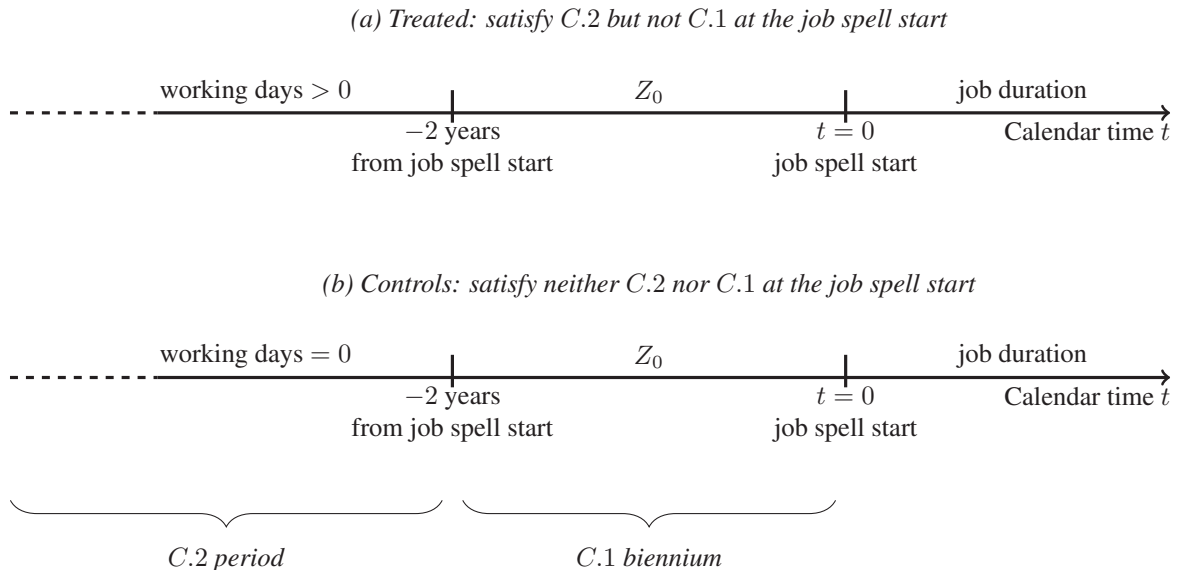 (a) Treated: satisfy C.2 but not C.1 at the job spell start
working days > 0 Z₀ job duration
−2 years t = 0 Calendar time t
from job spell start job spell start
(b) Controls: satisfy neither C.2 nor C.1 at the job spell start
working days = 0 Z₀ job duration
−2 years t = 0 Calendar time t
from job spell start job spell start
C.2 period C.1 biennium